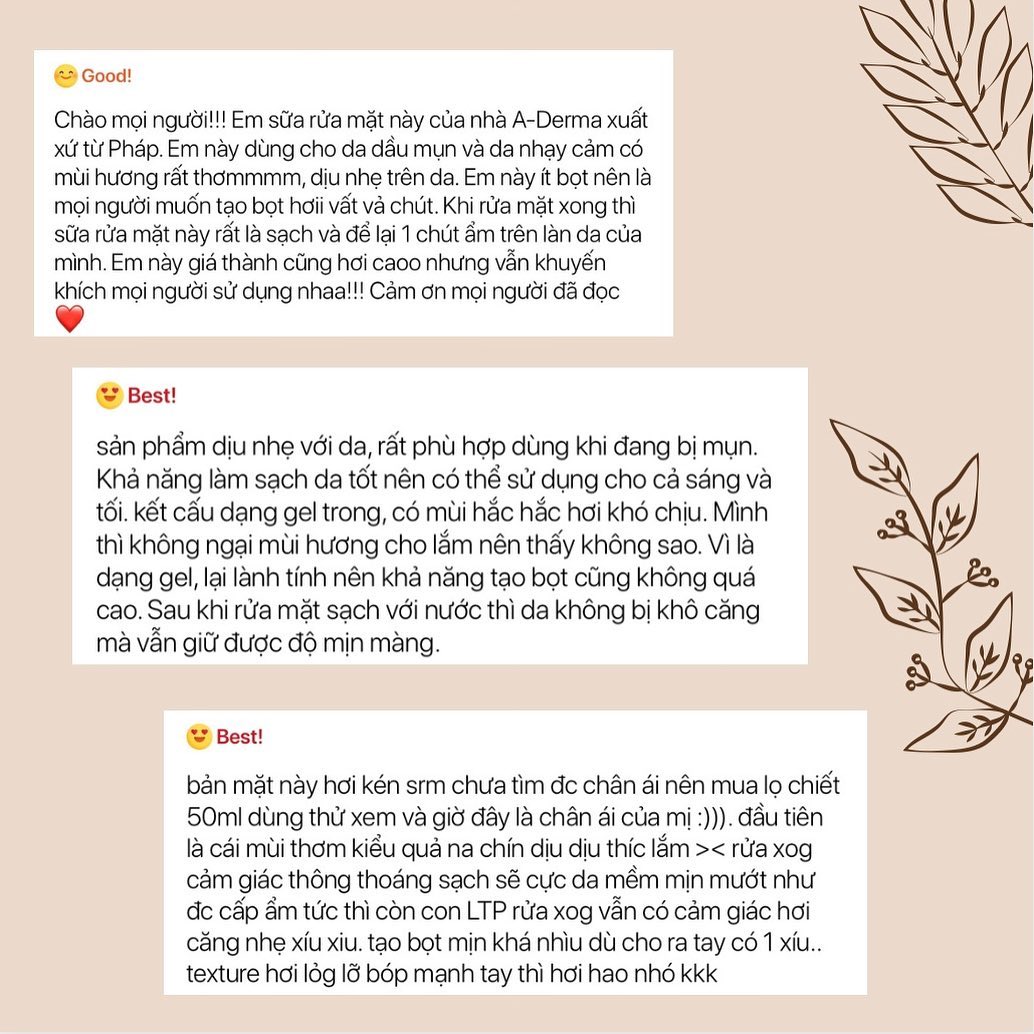 😊 Good!
Chào mọi người!!! Em sữa rửa mặt này của nhà A-Derma xuất
xứ từ Pháp. Em này dùng cho da dầu mụn và da nhạy cảm có
mùi hương rất thơmmmm, dịu nhẹ trên da. Em này ít bọt nên là
mọi người muốn tạo bọt hơii vất vả chút. Khi rửa mặt xong thì
sữa rửa mặt này rất là sạch và để lại 1 chút ẩm trên làn da của
mình. Em này giá thành cũng hơi caoo nhưng vẫn khuyến
khích mọi người sử dụng nhaa!!! Cảm ơn mọi người đã đọc
❤️
😍 Best!
sản phẩm dịu nhẹ với da, rất phù hợp dùng khi đang bị mụn.
Khả năng làm sạch da tốt nên có thể sử dụng cho cả sáng và
tối. kết cấu dạng gel trong, có mùi hắc hắc hơi khó chịu. Mình
thì không ngại mùi hương cho lắm nên thấy không sao. Vì là
dạng gel, lại lành tính nên khả năng tạo bọt cũng không quá
cao. Sau khi rửa mặt sạch với nước thì da không bị khô căng
mà vẫn giữ được độ mịn màng.
😍 Best!
bản mặt này hơi kén srm chưa tìm đc chân ái nên mua lọ chiết
50ml dùng thử xem và giờ đây là chân ái của mị :))). đầu tiên
là cái mùi thơm kiểu quả na chín dịu dịu thíc lắm >< rửa xog
cảm giác thông thoáng sạch sẽ cực da mềm mịn mướt như
đc cấp ẩm tức thì còn con LTP rửa xog vẫn có cảm giác hơi
căng nhẹ xíu xiu. tạo bọt mịn khá nhìu dù cho ra tay có 1 xíu..
texture hơi lỏg lỡ bóp mạnh tay thì hơi hao nhó kkk